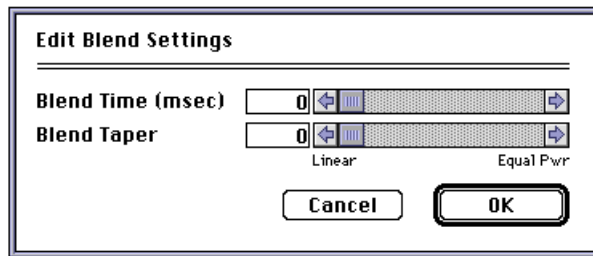 Edit Blend Settings
Blend Time (msec) 0
Blend Taper 0
Linear Equal Pwr
Cancel OK